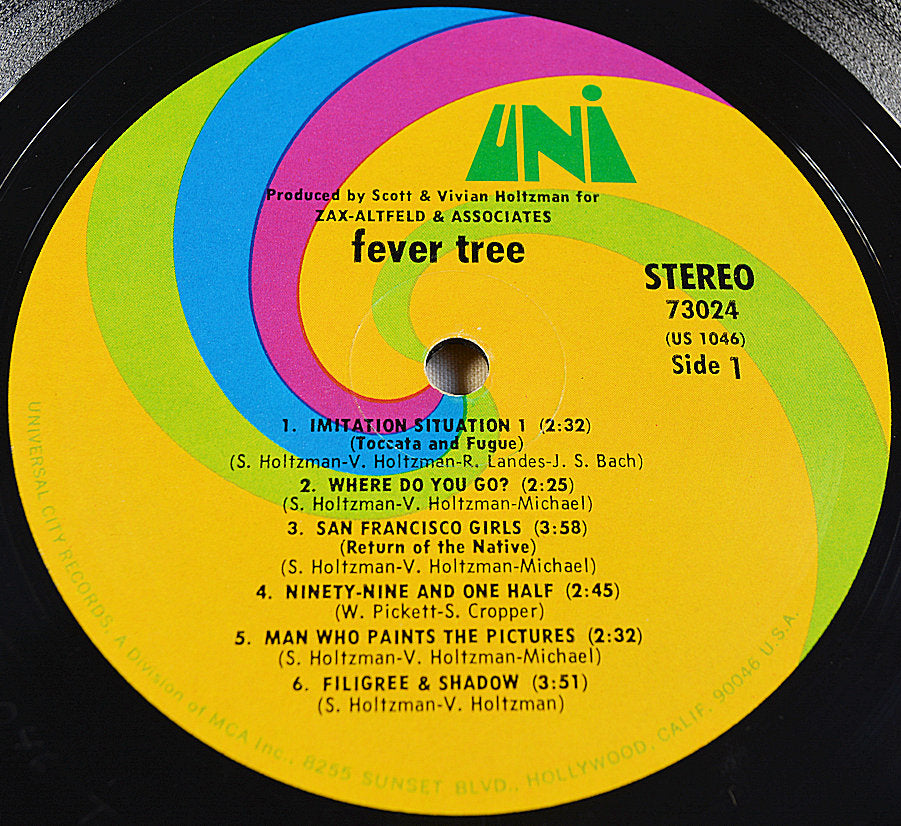 UNI
Produced by Scott & Vivian Holtzman for
ZAX-ALTFELD & ASSOCIATES
fever tree
STEREO
73024
(US 1046)
Side 1
1. IMITATION SITUATION 1 (2:32)
(Toccata and Fugue)
(S. Holtzman-V. Holtzman-R. Landes-J. S. Bach)
2. WHERE DO YOU GO? (2:25)
(S. Holtzman-V. Holtzman-Michael)
3. SAN FRANCISCO GIRLS (3:58)
(Return of the Native)
(S. Holtzman-V. Holtzman-Michael)
4. NINETY-NINE AND ONE HALF (2:45)
(W. Pickett-S. Cropper)
5. MAN WHO PAINTS THE PICTURES (2:32)
(S. Holtzman-V. Holtzman-Michael)
6. FILIGREE & SHADOW (3:51)
(S. Holtzman-V. Holtzman)
UNIVERSAL CITY RECORDS, A Division of MCA Inc., 8255 SUNSET BLVD., HOLLYWOOD, CALIF. 90046 U.S.A.